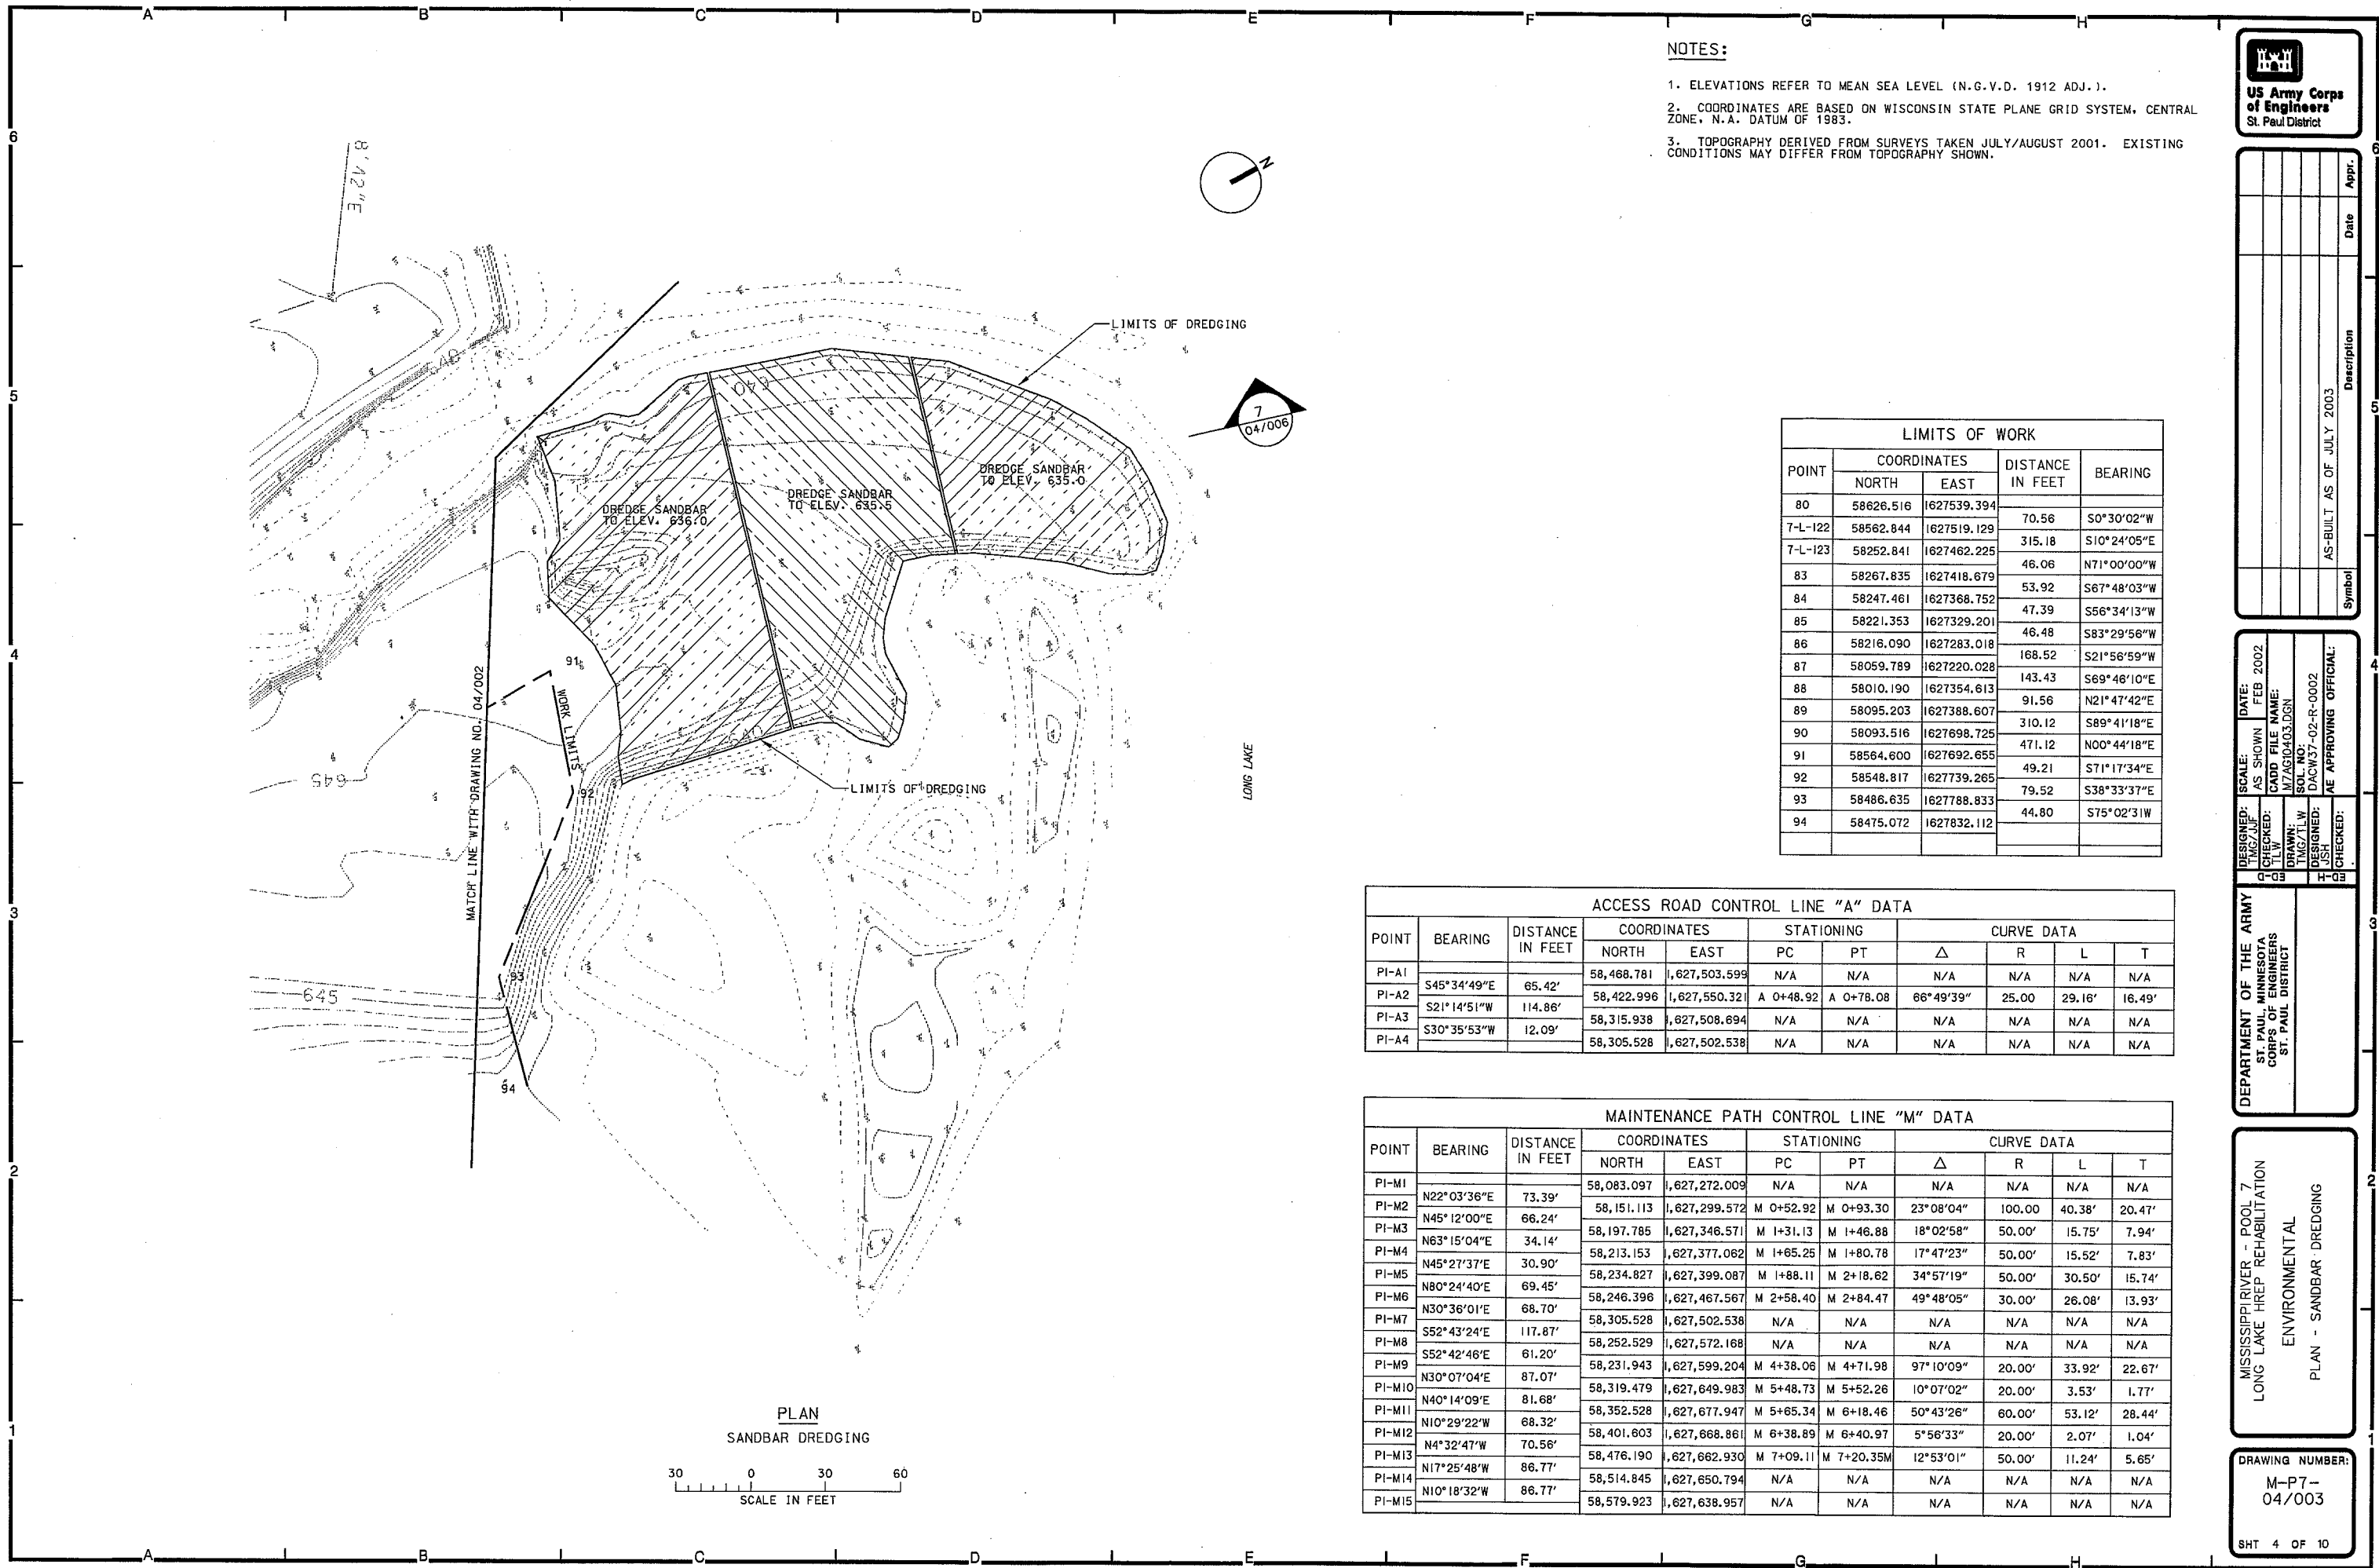 A B C D E F G H
NOTES:
1. ELEVATIONS REFER TO MEAN SEA LEVEL (N.G.V.D. 1912 ADJ.).
2. COORDINATES ARE BASED ON WISCONSIN STATE PLANE GRID SYSTEM, CENTRAL
ZONE, N.A. DATUM OF 1983.
3. TOPOGRAPHY DERIVED FROM SURVEYS TAKEN JULY/AUGUST 2001. EXISTING
CONDITIONS MAY DIFFER FROM TOPOGRAPHY SHOWN.
6
5
4
3
2
1
8'12"E
N
LIMITS OF DREDGING
7
04/006
640
640
DREDGE SANDBAR
TO ELEV. 635.0
DREDGE SANDBAR
TO ELEV. 635.5
DREDGE SANDBAR
TO ELEV. 636.0
MATCH LINE WITH DRAWING NO. 04/002
91
WORK LIMITS
92
645
640
LIMITS OF DREDGING
LONG LAKE
93
645
94
PLAN
SANDBAR DREDGING
30 0 30 60
SCALE IN FEET
LIMITS OF WORK
POINT COORDINATES DISTANCE IN FEET BEARING
NORTH EAST
80 58626.516 1627539.394
70.56 S0°30'02"W
7-L-122 58562.844 1627519.129
315.18 S10°24'05"E
7-L-123 58252.841 1627462.225
46.06 N71°00'00"W
83 58267.835 1627418.679
53.92 S67°48'03"W
84 58247.461 1627368.752
47.39 S56°34'13"W
85 58221.353 1627329.201
46.48 S83°29'56"W
86 58216.090 1627283.018
168.52 S21°56'59"W
87 58059.789 1627220.028
143.43 S69°46'10"E
88 58010.190 1627354.613
91.56 N21°47'42"E
89 58095.203 1627388.607
310.12 S89°41'18"E
90 58093.516 1627698.725
471.12 N00°44'18"E
91 58564.600 1627692.655
49.21 S71°17'34"E
92 58548.817 1627739.265
79.52 S38°33'37"E
93 58486.635 1627788.833
44.80 S75°02'31W
94 58475.072 1627832.112
ACCESS ROAD CONTROL LINE "A" DATA
POINT BEARING DISTANCE IN FEET COORDINATES STATIONING CURVE DATA
NORTH EAST PC PT △ R L T
PI-A1 58,468.781 1,627,503.599 N/A N/A N/A N/A N/A N/A
S45°34'49"E 65.42'
PI-A2 58,422.996 1,627,550.321 A 0+48.92 A 0+78.08 66°49'39" 25.00 29.16' 16.49'
S21°14'51"W 114.86'
PI-A3 58,315.938 1,627,508.694 N/A N/A N/A N/A N/A N/A
S30°35'53"W 12.09'
PI-A4 58,305.528 1,627,502.538 N/A N/A N/A N/A N/A N/A
MAINTENANCE PATH CONTROL LINE "M" DATA
POINT BEARING DISTANCE IN FEET COORDINATES STATIONING CURVE DATA
NORTH EAST PC PT △ R L T
PI-M1 58,083.097 1,627,272.009 N/A N/A N/A N/A N/A N/A
N22°03'36"E 73.39'
PI-M2 58,151.113 1,627,299.572 M 0+52.92 M 0+93.30 23°08'04" 100.00 40.38' 20.47'
N45°12'00"E 66.24'
PI-M3 58,197.785 1,627,346.571 M 1+31.13 M 1+46.88 18°02'58" 50.00' 15.75' 7.94'
N63°15'04"E 34.14'
PI-M4 58,213.153 1,627,377.062 M 1+65.25 M 1+80.78 17°47'23" 50.00' 15.52' 7.83'
N45°27'37"E 30.90'
PI-M5 58,234.827 1,627,399.087 M 1+88.11 M 2+18.62 34°57'19" 50.00' 30.50' 15.74'
N80°24'40"E 69.45'
PI-M6 58,246.396 1,627,467.567 M 2+58.40 M 2+84.47 49°48'05" 30.00' 26.08' 13.93'
N30°36'01"E 68.70'
PI-M7 58,305.528 1,627,502.538 N/A N/A N/A N/A N/A N/A
S52°43'24"E 117.87'
PI-M8 58,252.529 1,627,572.168 N/A N/A N/A N/A N/A N/A
S52°42'46"E 61.20'
PI-M9 58,231.943 1,627,599.204 M 4+38.06 M 4+71.98 97°10'09" 20.00' 33.92' 22.67'
N30°07'04"E 87.07'
PI-M10 58,319.479 1,627,649.983 M 5+48.73 M 5+52.26 10°07'02" 20.00' 3.53' 1.77'
N40°14'09"E 81.68'
PI-M11 58,352.528 1,627,677.947 M 5+65.34 M 6+18.46 50°43'26" 60.00' 53.12' 28.44'
N10°29'22"W 68.32'
PI-M12 58,401.603 1,627,668.861 M 6+38.89 M 6+40.97 5°56'33" 20.00' 2.07' 1.04'
N4°32'47"W 70.56'
PI-M13 58,476.190 1,627,662.930 M 7+09.11 M 7+20.35M 12°53'01" 50.00' 11.24' 5.65'
N17°25'48"W 86.77'
PI-M14 58,514.845 1,627,650.794 N/A N/A N/A N/A N/A N/A
N10°18'32"W 86.77'
PI-M15 58,579.923 1,627,638.957 N/A N/A N/A N/A N/A N/A
US Army Corps
of Engineers
St. Paul District
Symbol Description Date Appr.
AS-BUILT AS OF JULY 2003
DESIGNED: TMG/JJF
CHECKED: TLW
DRAWN: TMG/TLW
DESIGNED: JSH
CHECKED:
ED-D
ED-H
SCALE: AS SHOWN
DATE: FEB 2002
CADD FILE NAME:
M7AG10403.DGN
SOL. NO:
DACW37-02-R-0002
AE APPROVING OFFICIAL:
DEPARTMENT OF THE ARMY
ST. PAUL, MINNESOTA
CORPS OF ENGINEERS
ST. PAUL DISTRICT
MISSISSIPPI RIVER - POOL 7
LONG LAKE HREP REHABILITATION
ENVIRONMENTAL
PLAN - SANDBAR DREDGING
DRAWING NUMBER:
M-P7-
04/003
SHT 4 OF 10
A B C D E F G H